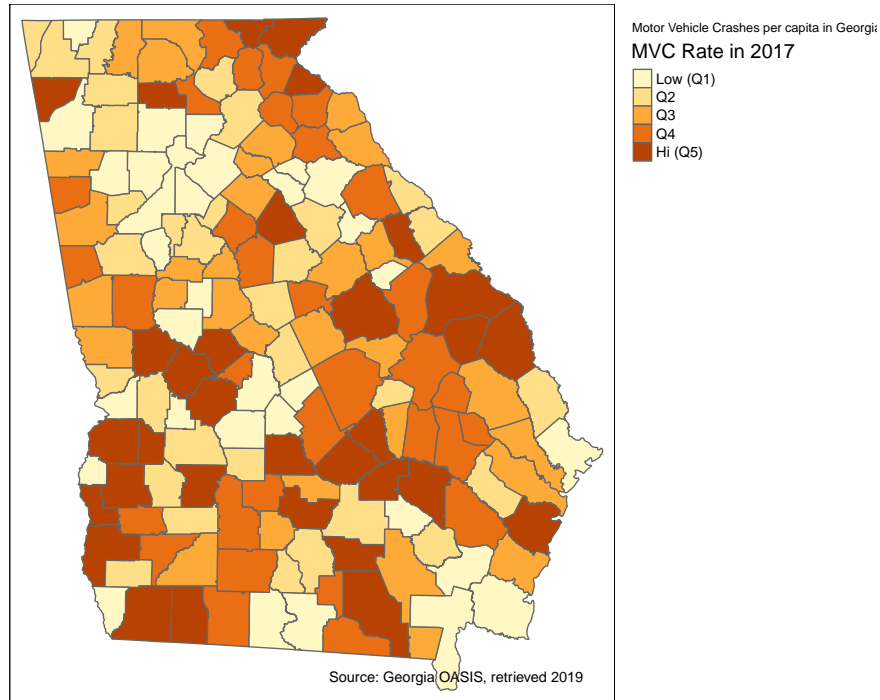 Motor Vehicle Crashes per capita in Georgia
MVC Rate in 2017
Low (Q1)
Q2
Q3
Q4
Hi (Q5)
Source: Georgia OASIS, retrieved 2019